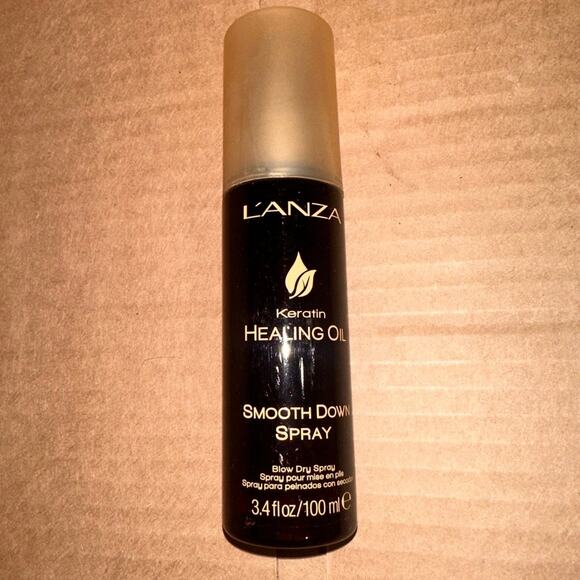 L'ANZA
Keratin
HEALING OIL
SMOOTH DOWN
SPRAY
Blow Dry Spray
Spray pour mise en plis
Spray para peinados con
3.4 fl oz/100 ml ℮